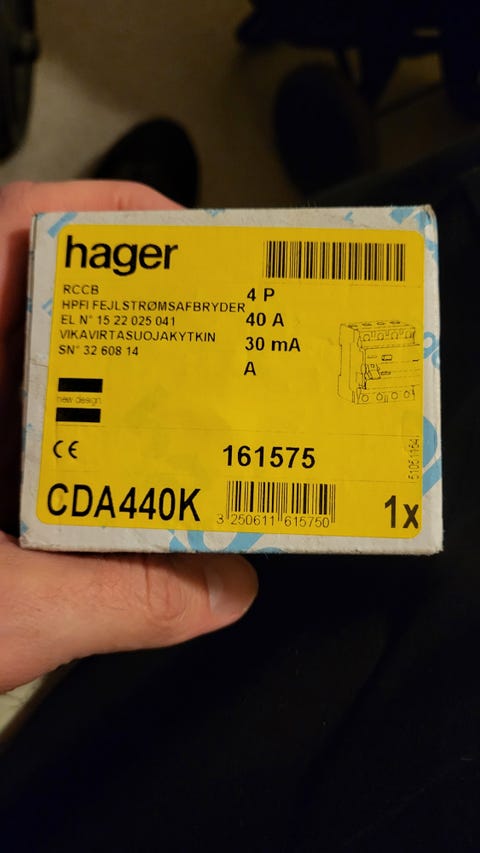 hager
RCCB
HPFI FEJLSTRØMSAFBRYDER
EL N° 15 22 025 041
VIKAVIRTASUOJAKYTKIN
SN° 32 608 14
4 P
40 A
30 mA
A
new design
CE
161575
51061164
CDA440K
3 250611 615750
1x